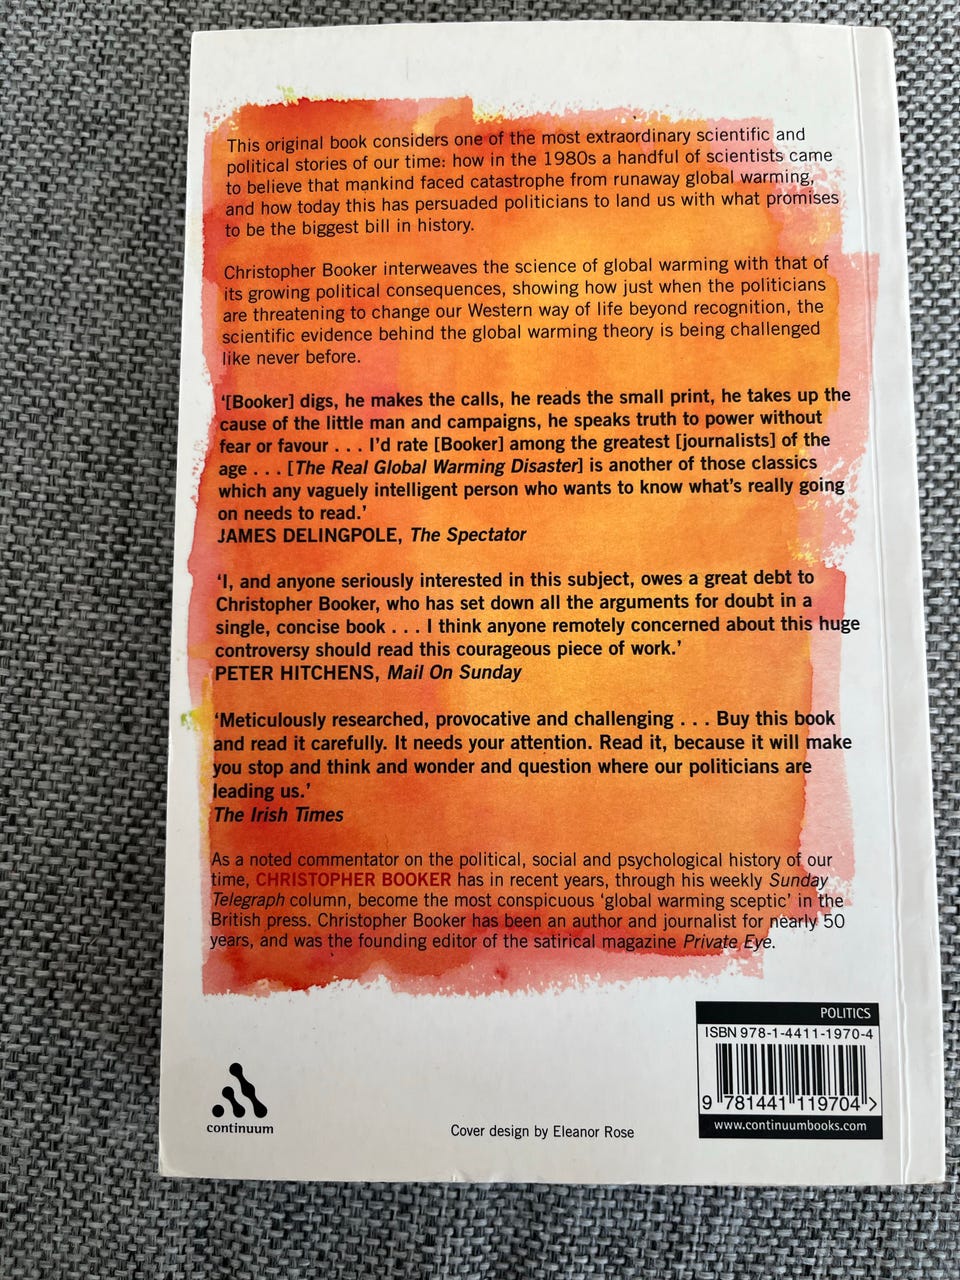 This original book considers one of the most extraordinary scientific and
political stories of our time: how in the 1980s a handful of scientists came
to believe that mankind faced catastrophe from runaway global warming,
and how today this has persuaded politicians to land us with what promises
to be the biggest bill in history.
Christopher Booker interweaves the science of global warming with that of
its growing political consequences, showing how just when the politicians
are threatening to change our Western way of life beyond recognition, the
scientific evidence behind the global warming theory is being challenged
like never before.
‘[Booker] digs, he makes the calls, he reads the small print, he takes up the
cause of the little man and campaigns, he speaks truth to power without
fear or favour . . . I’d rate [Booker] among the greatest [journalists] of the
age . . . [The Real Global Warming Disaster] is another of those classics
which any vaguely intelligent person who wants to know what’s really going
on needs to read.’
JAMES DELINGPOLE, The Spectator
‘I, and anyone seriously interested in this subject, owes a great debt to
Christopher Booker, who has set down all the arguments for doubt in a
single, concise book . . . I think anyone remotely concerned about this huge
controversy should read this courageous piece of work.’
PETER HITCHENS, Mail On Sunday
‘Meticulously researched, provocative and challenging . . . Buy this book
and read it carefully. It needs your attention. Read it, because it will make
you stop and think and wonder and question where our politicians are
leading us.’
The Irish Times
As a noted commentator on the political, social and psychological history of our
time, CHRISTOPHER BOOKER has in recent years, through his weekly Sunday
Telegraph column, become the most conspicuous ‘global warming sceptic’ in the
British press. Christopher Booker has been an author and journalist for nearly 50
years, and was the founding editor of the satirical magazine Private Eye.
POLITICS
ISBN 978-1-4411-1970-4
9 781441 119704 >
www.continuumbooks.com
continuum
Cover design by Eleanor Rose